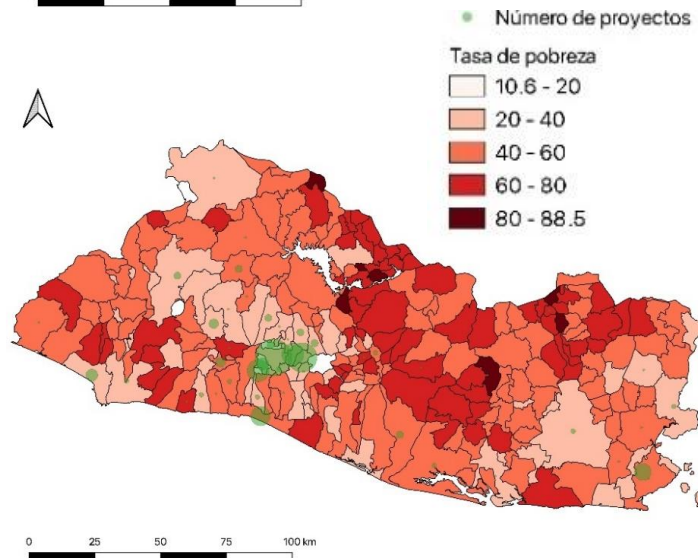 Número de proyectos
Tasa de pobreza
10.6 - 20
20 - 40
40 - 60
60 - 80
80 - 88.5
0 25 50 75 100 km